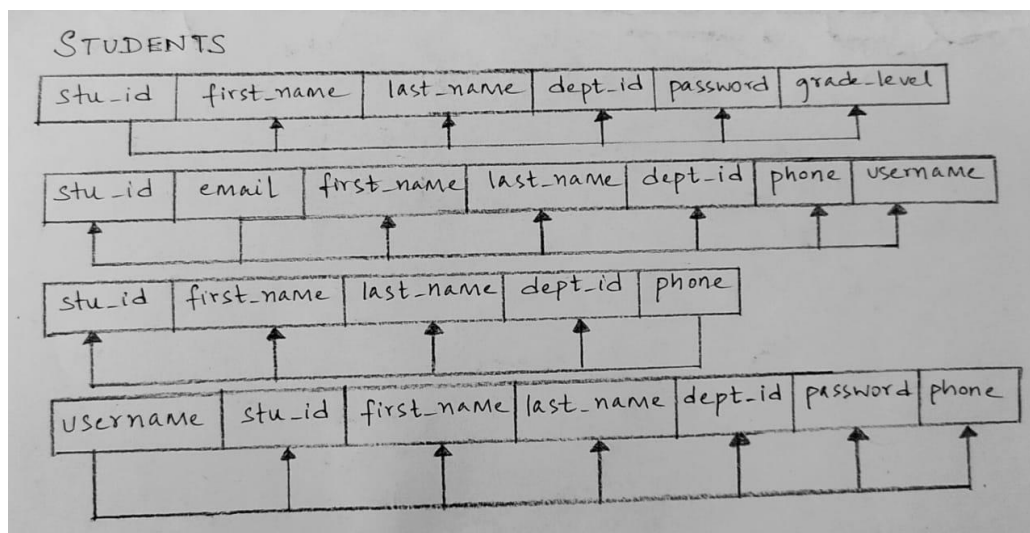 STUDENTS
stu_id first_name last_name dept_id password grade_level
stu_id email first_name last_name dept_id phone username
stu_id first_name last_name dept_id phone
username stu_id first_name last_name dept_id password phone